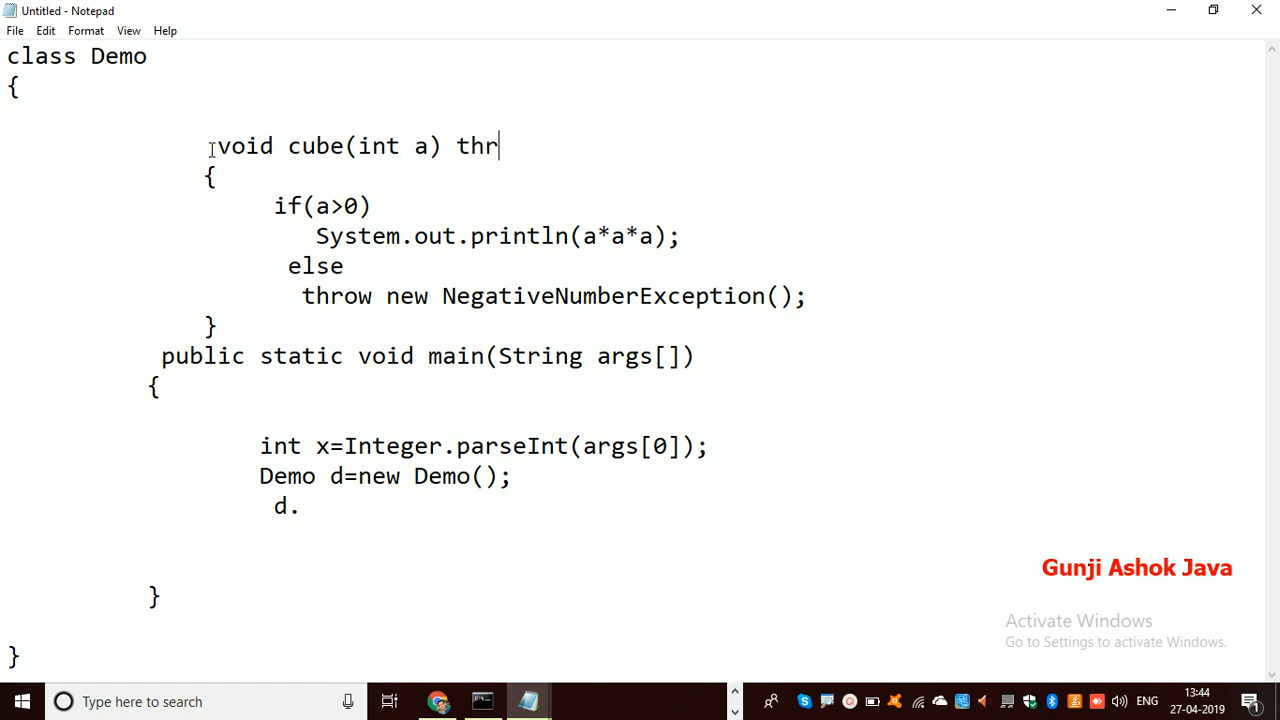 Untitled - Notepad
File Edit Format View Help
class Demo
{
void cube(int a) thr
{
if(a>0)
System.out.println(a*a*a);
else
throw new NegativeNumberException();
}
public static void main(String args[])
{
int x=Integer.parseInt(args[0]);
Demo d=new Demo();
d.
}
}
Gunji Ashok Java
Activate Windows
Go to Settings to activate Windows.
Type here to search
ENG
13:44
27-04-2019
1